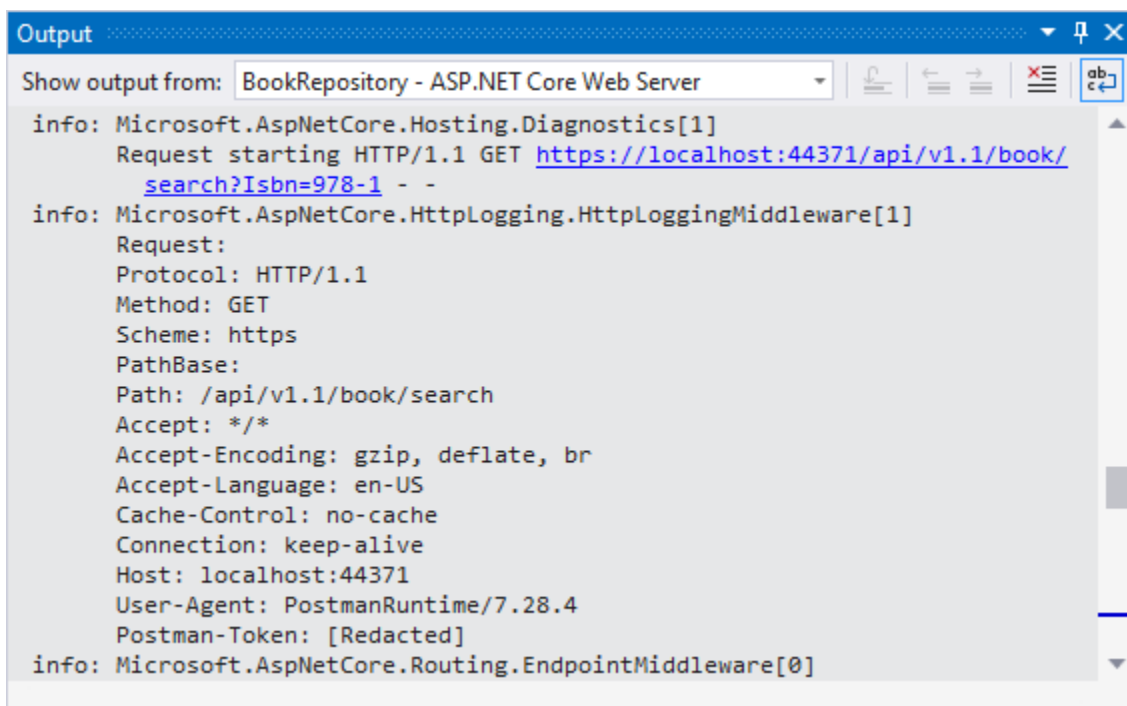 Output
Show output from: BookRepository - ASP.NET Core Web Server
info: Microsoft.AspNetCore.Hosting.Diagnostics[1]
Request starting HTTP/1.1 GET https://localhost:44371/api/v1.1/book/
search?Isbn=978-1 - -
info: Microsoft.AspNetCore.HttpLogging.HttpLoggingMiddleware[1]
Request:
Protocol: HTTP/1.1
Method: GET
Scheme: https
PathBase:
Path: /api/v1.1/book/search
Accept: */*
Accept-Encoding: gzip, deflate, br
Accept-Language: en-US
Cache-Control: no-cache
Connection: keep-alive
Host: localhost:44371
User-Agent: PostmanRuntime/7.28.4
Postman-Token: [Redacted]
info: Microsoft.AspNetCore.Routing.EndpointMiddleware[0]